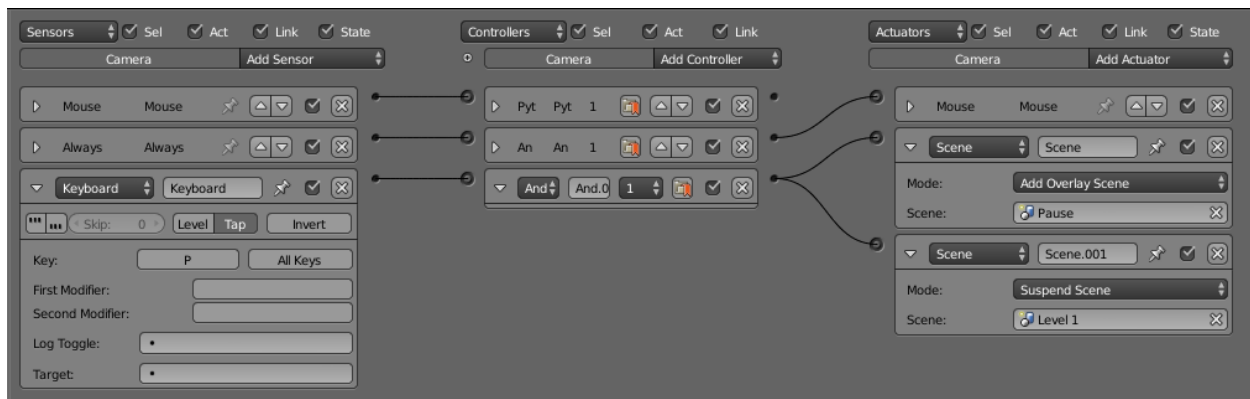 Sensors Sel Act Link State
Camera Add Sensor
Mouse Mouse
Always Always
Keyboard Keyboard
Skip: 0 Level Tap Invert
Key: P All Keys
First Modifier:
Second Modifier:
Log Toggle:
Target:
Controllers Sel Act Link
Camera Add Controller
Pyt Pyt 1
An An 1
And And.0 1
Actuators Sel Act Link State
Camera Add Actuator
Mouse Mouse
Scene Scene
Mode: Add Overlay Scene
Scene: Pause
Scene Scene.001
Mode: Suspend Scene
Scene: Level 1